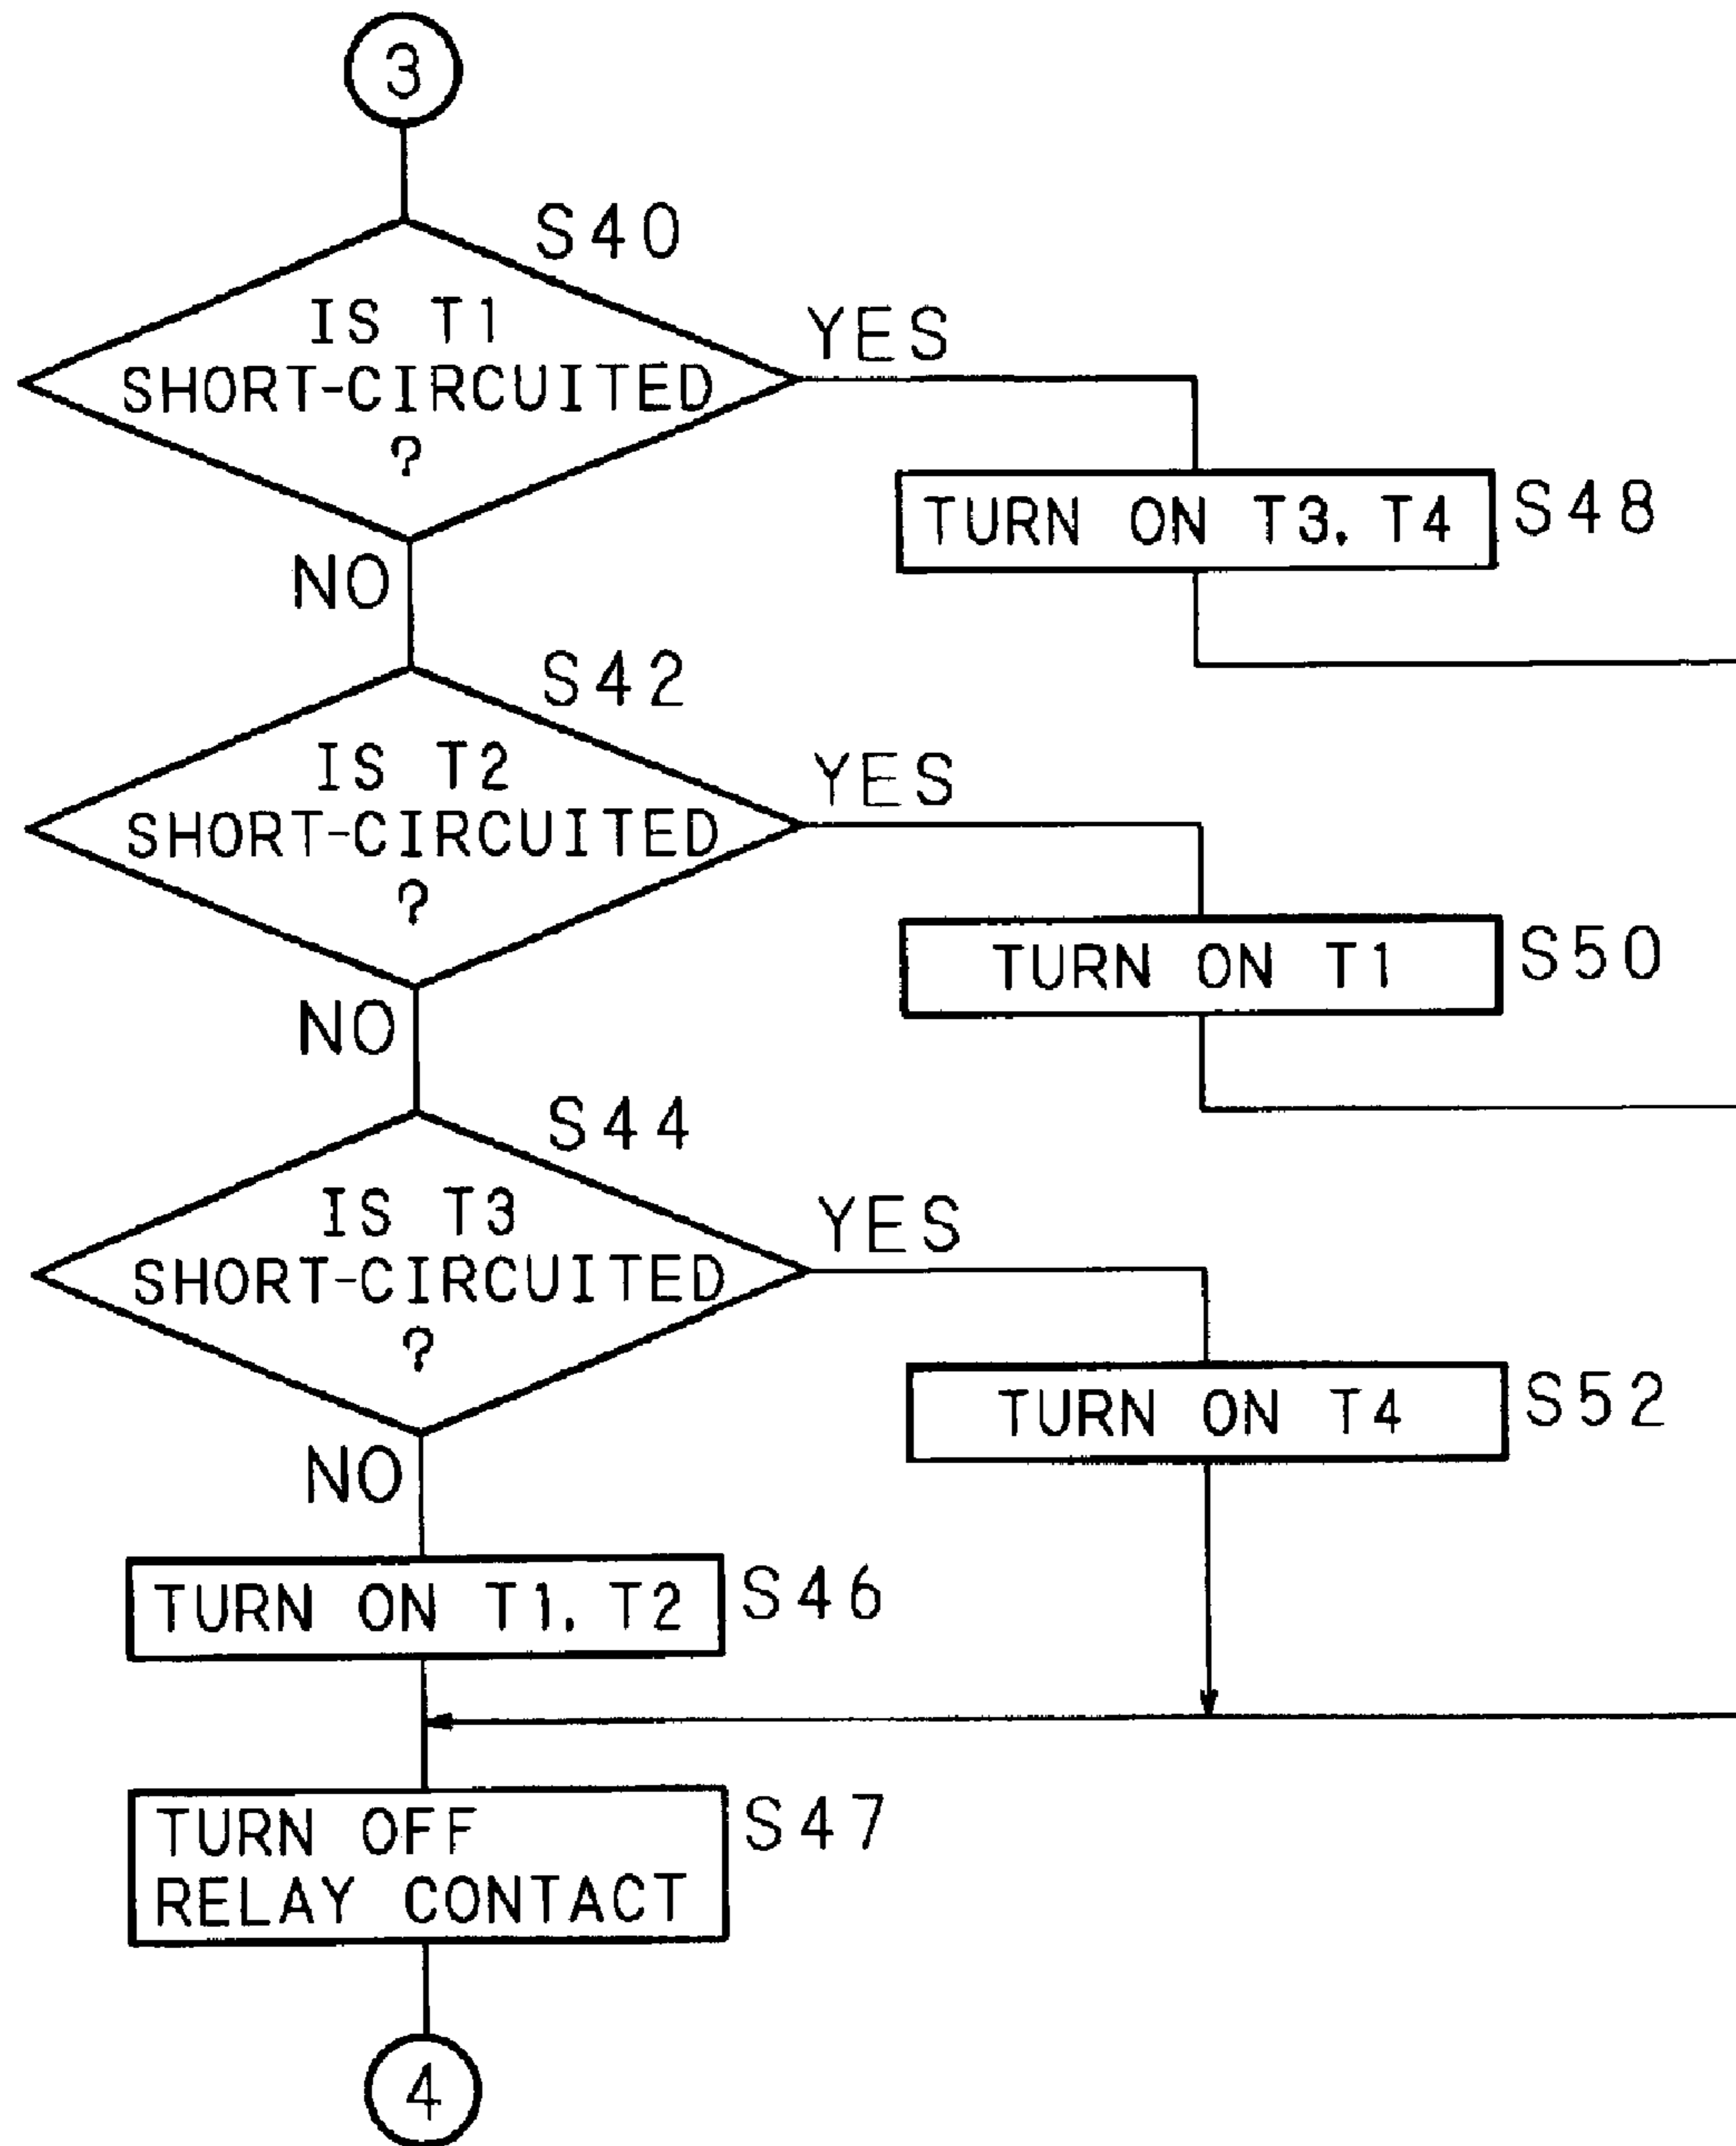 3
S40
IS T1
SHORT-CIRCUITED
?
YES
NO
TURN ON T3, T4
S48
S42
IS T2
SHORT-CIRCUITED
?
YES
NO
TURN ON T1
S50
S44
IS T3
SHORT-CIRCUITED
?
YES
NO
TURN ON T4
S52
TURN ON T1, T2
S46
TURN OFF
RELAY CONTACT
S47
4